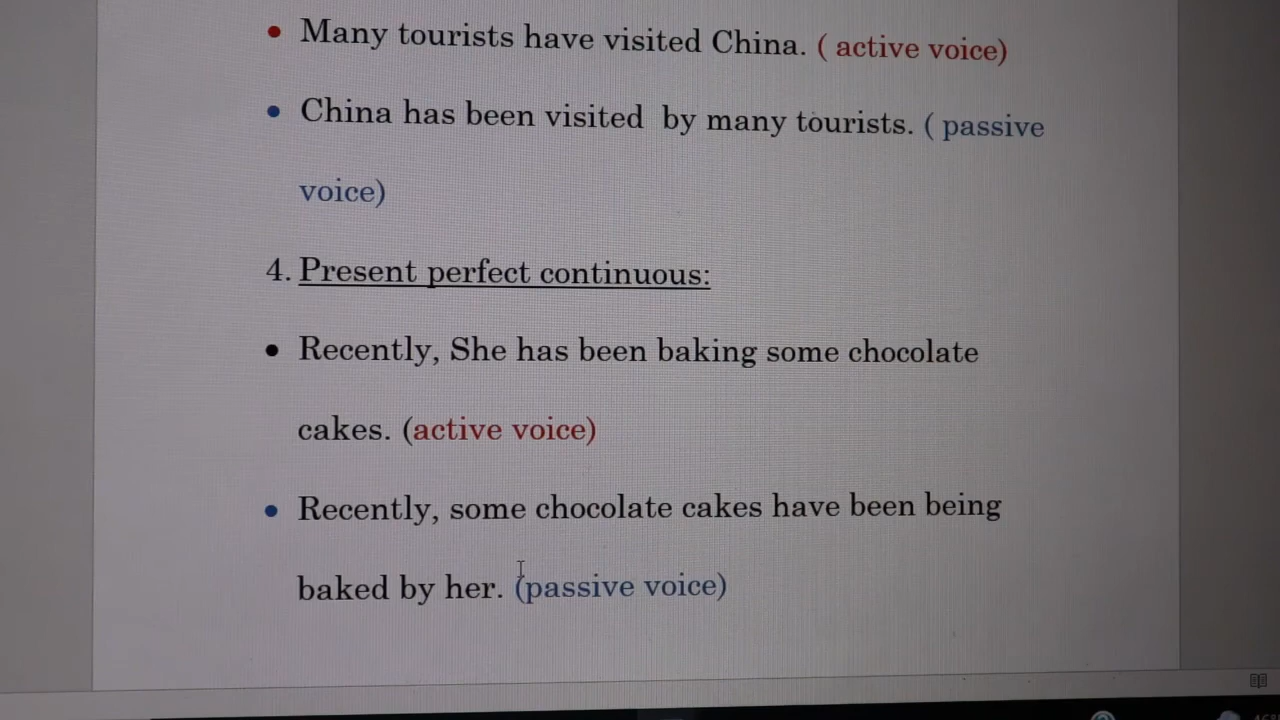 • Many tourists have visited China. ( active voice)
• China has been visited  by many tourists. ( passive
voice)
4. Present perfect continuous:
• Recently, She has been baking some chocolate
cakes. (active voice)
• Recently, some chocolate cakes have been being
baked by her. (passive voice)